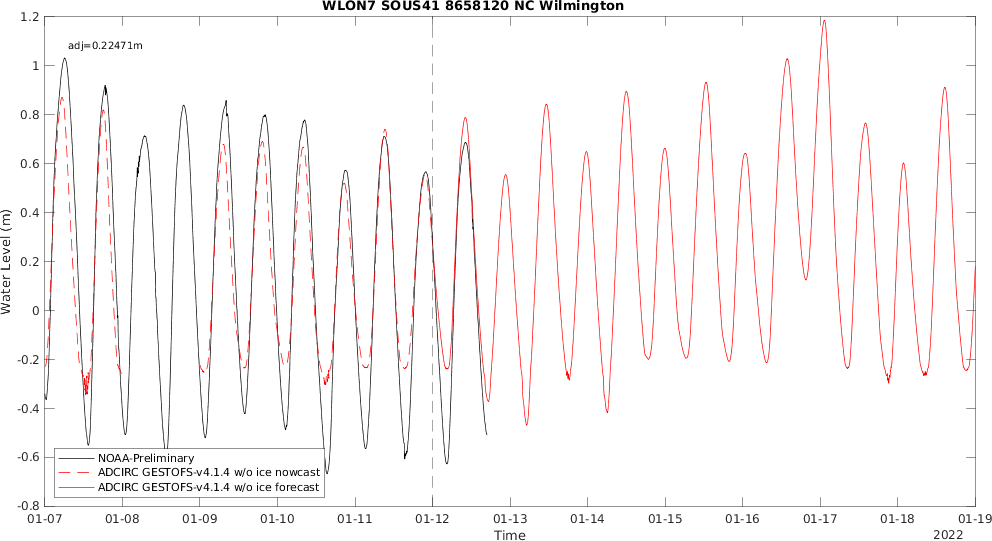 WLON7 SOUS41 8658120 NC Wilmington
adj=0.22471m
1.2
1
0.8
0.6
0.4
0.2
0
-0.2
-0.4
-0.6
-0.8
Water Level (m)
NOAA-Preliminary
ADCIRC GESTOFS-v4.1.4 w/o ice nowcast
ADCIRC GESTOFS-v4.1.4 w/o ice forecast
01-07 01-08 01-09 01-10 01-11 01-12 01-13 01-14 01-15 01-16 01-17 01-18 01-19
Time
2022